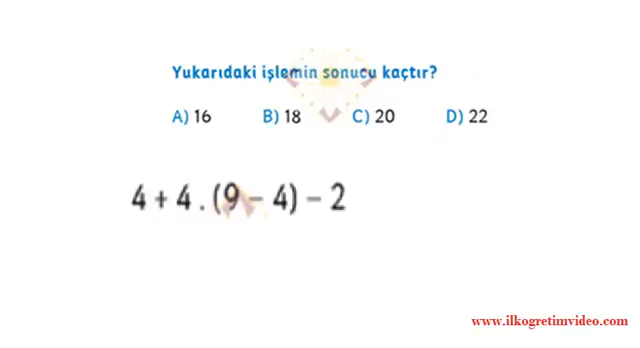 Yukarıdaki işlemin sonucu kaçtır?
A) 16 B) 18 C) 20 D) 22
4 + 4 . (9 – 4) – 2
www.ilkogretimvideo.com